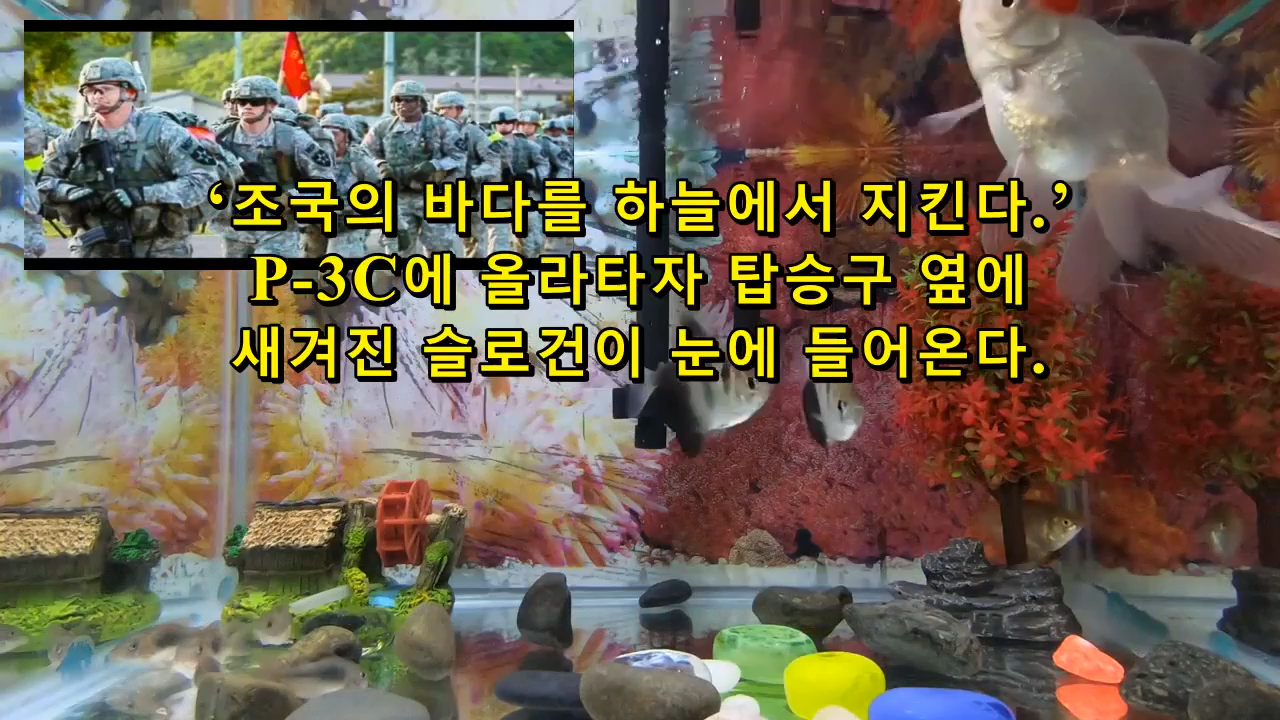 ‘조국의 바다를 하늘에서 지킨다.’
P-3C에 올라타자 탑승구 옆에
새겨진 슬로건이 눈에 들어온다.